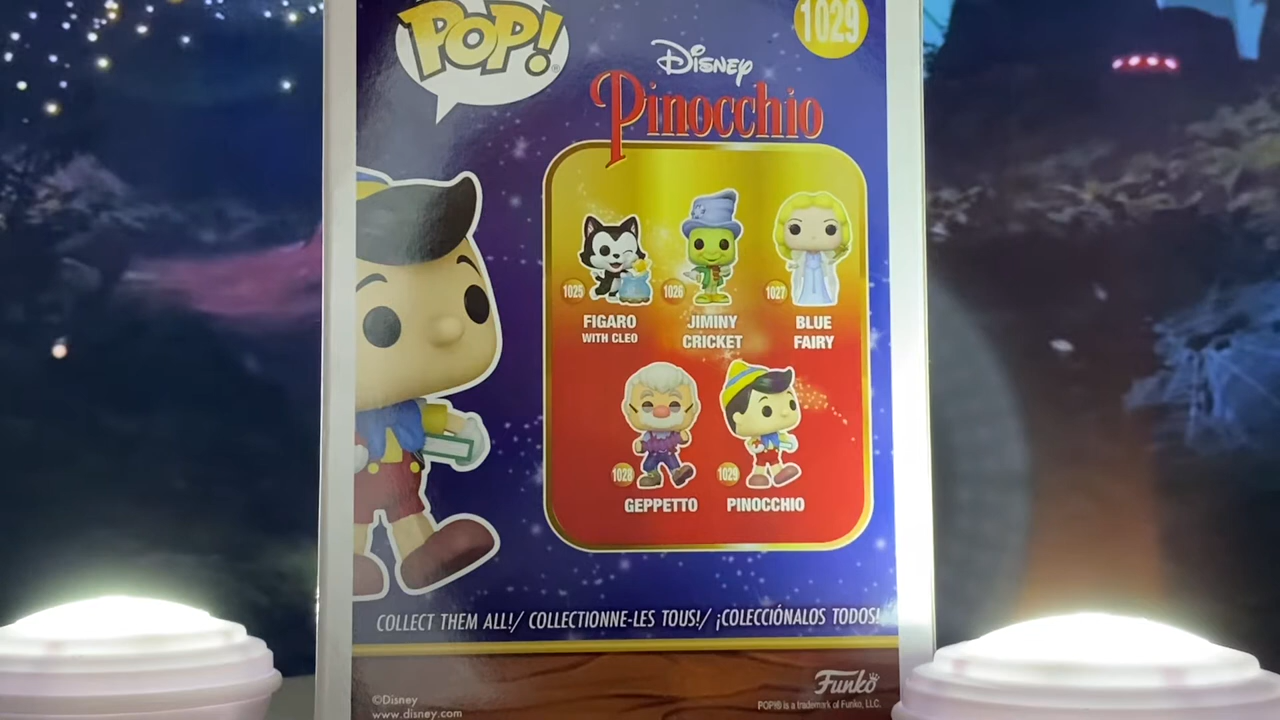 POP!
1029
Disney
Pinocchio
1025
1026
1027
FIGARO
WITH CLEO
JIMINY
CRICKET
BLUE
FAIRY
1028
1029
GEPPETTO
PINOCCHIO
COLLECT THEM ALL!/ COLLECTIONNE-LES TOUS!/ ¡COLECCIÓNALOS TODOS!
©Disney
www.disney.com
Funko
POP!® is a trademark of Funko, LLC.